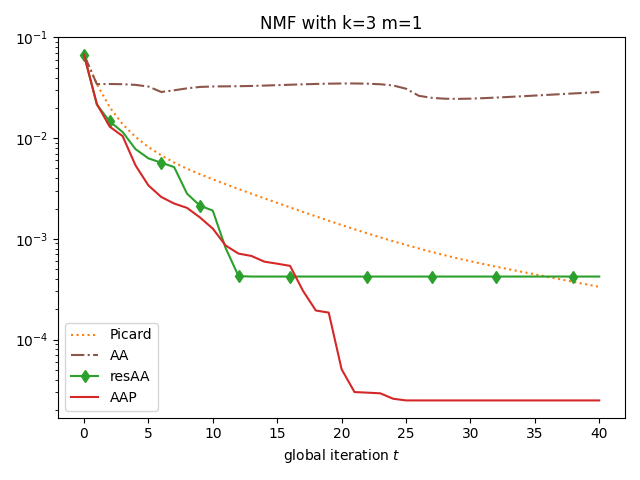 NMF with k=3 m=1
10⁻¹
10⁻²
10⁻³
10⁻⁴
Picard
AA
resAA
AAP
0 5 10 15 20 25 30 35 40
global iteration t